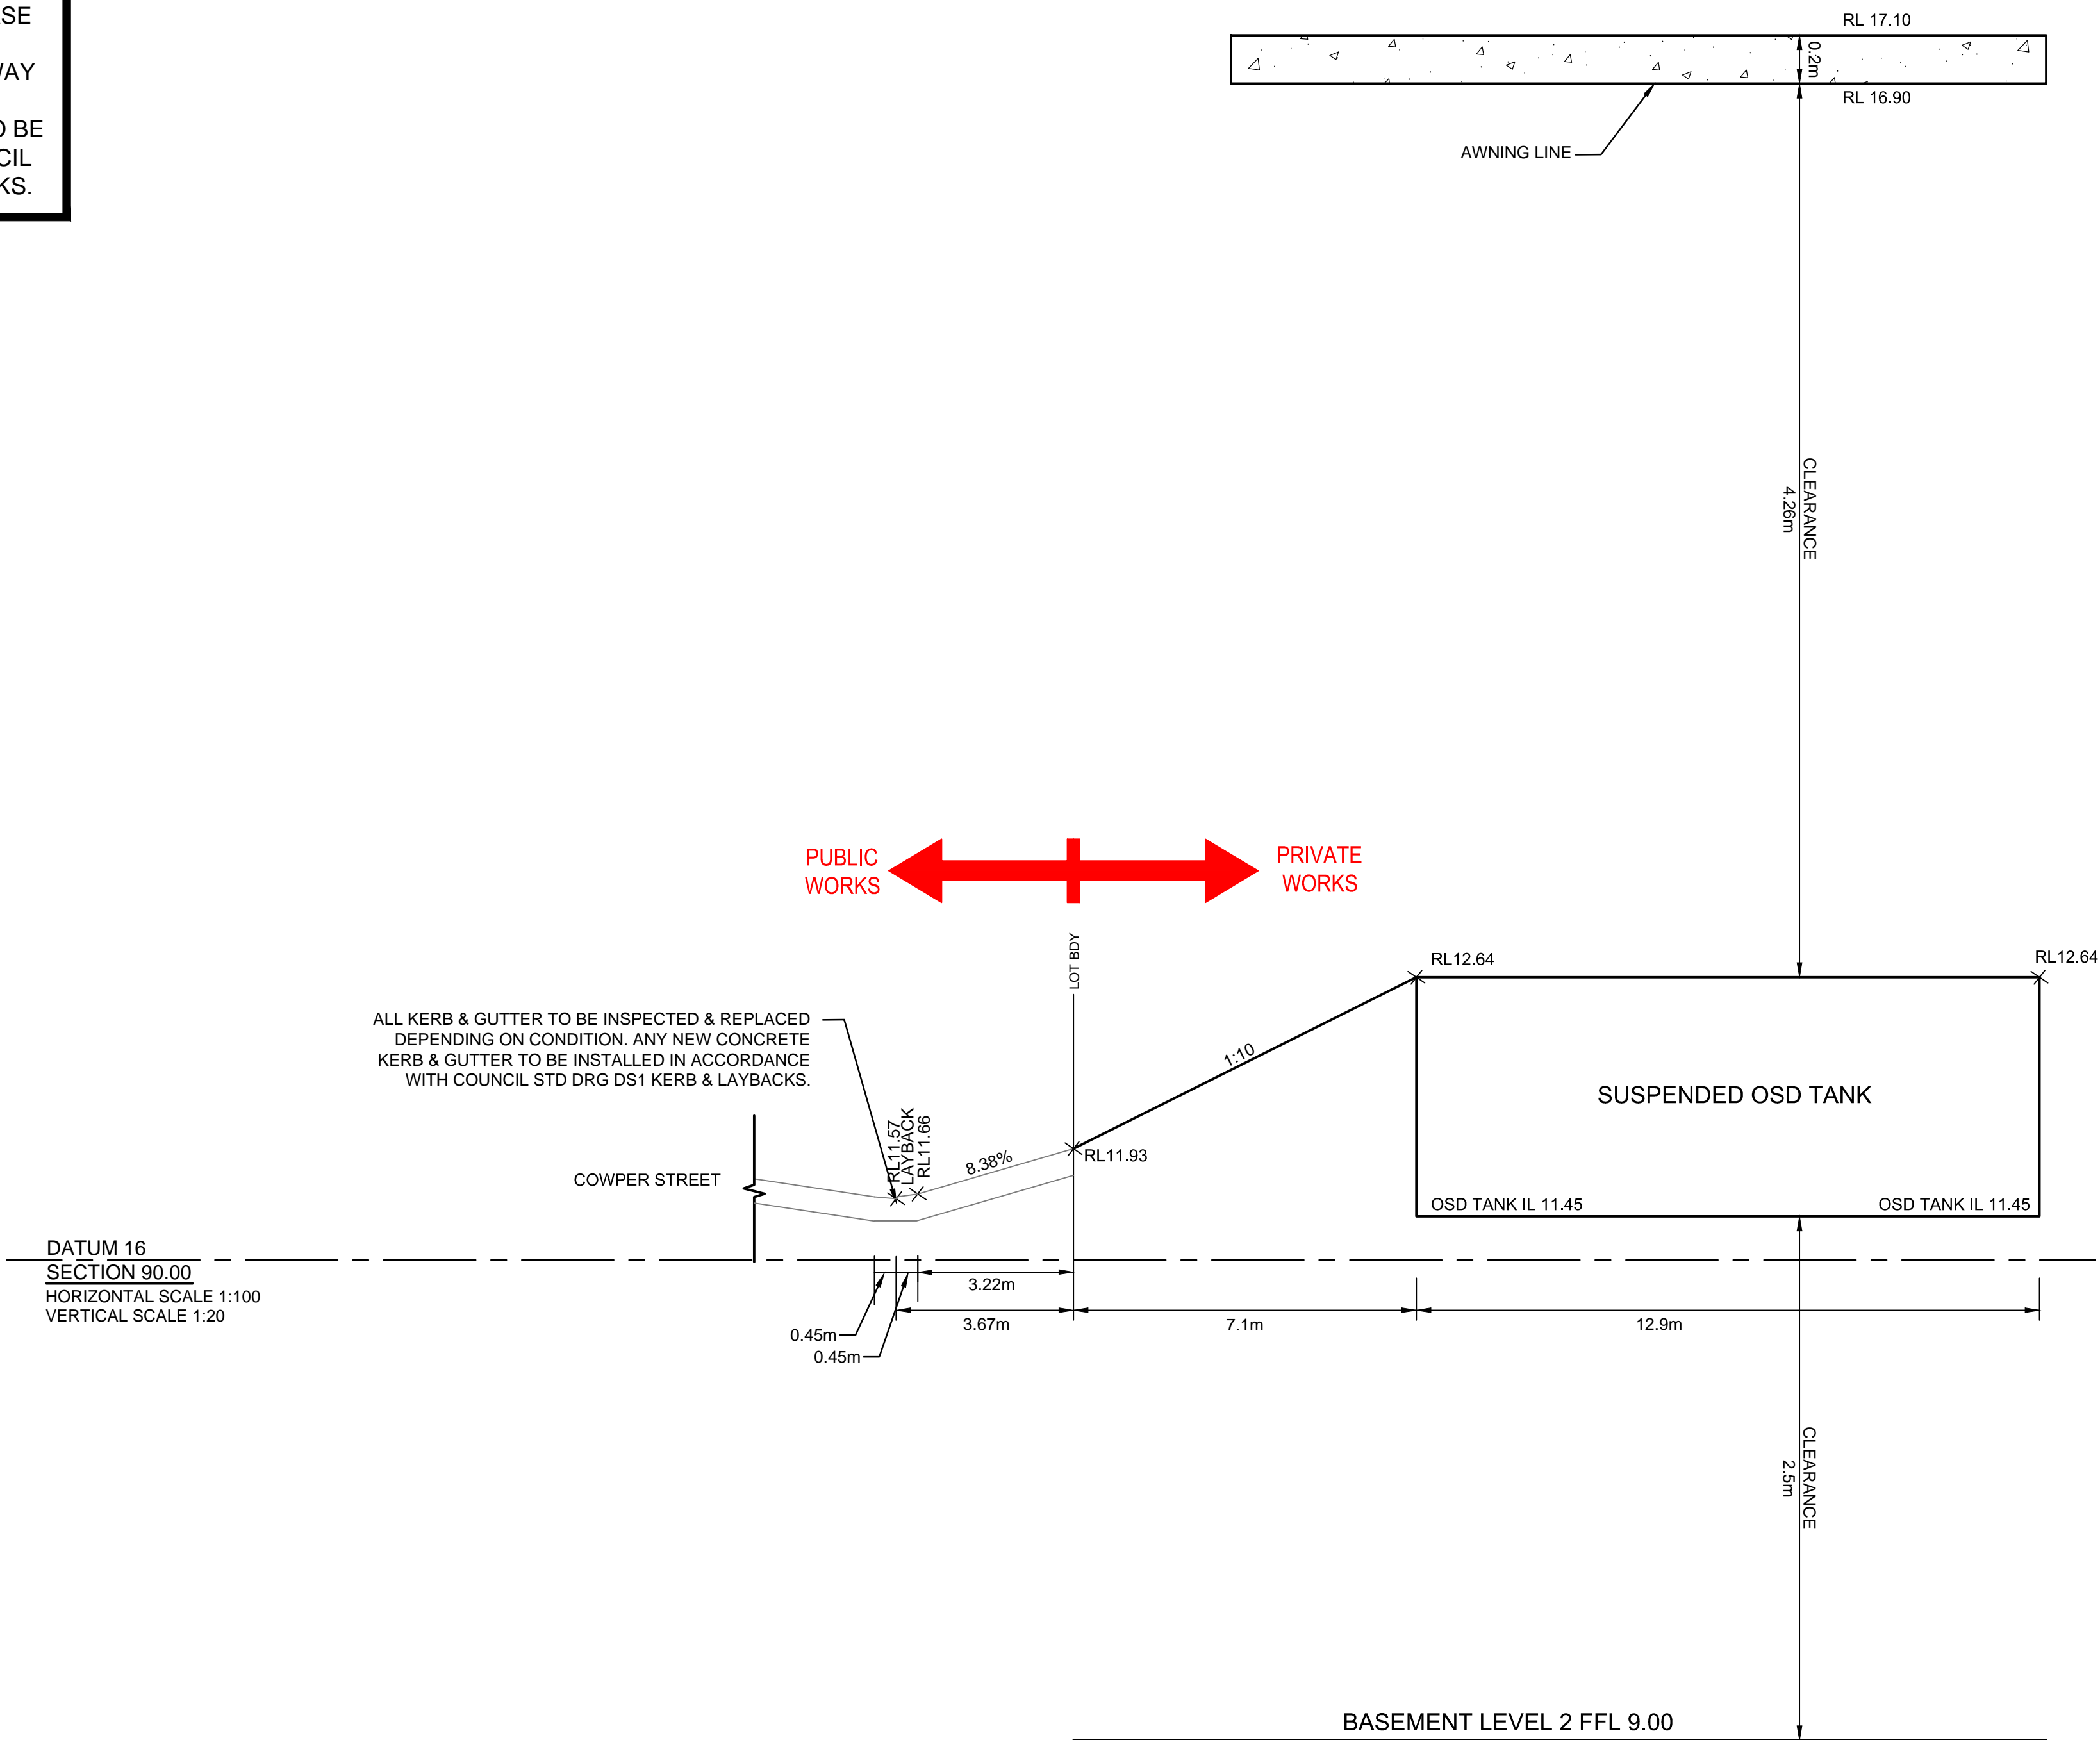 WAY
BE
RL 17.10
0.2m
RL 16.90
AWNING LINE
CLEARANCE
4.26m
PUBLIC
WORKS
PRIVATE
WORKS
LOT BDY
RL12.64
RL12.64
ALL KERB & GUTTER TO BE INSPECTED & REPLACED
DEPENDING ON CONDITION. ANY NEW CONCRETE
KERB & GUTTER TO BE INSTALLED IN ACCORDANCE
WITH COUNCIL STD DRG DS1 KERB & LAYBACKS.
1:10
SUSPENDED OSD TANK
RL11.57
LAYBACK
RL11.66
8.38%
RL11.93
COWPER STREET
OSD TANK IL 11.45
OSD TANK IL 11.45
DATUM 16
SECTION 90.00
HORIZONTAL SCALE 1:100
VERTICAL SCALE 1:20
3.22m
3.67m
7.1m
12.9m
0.45m
0.45m
CLEARANCE
2.5m
BASEMENT LEVEL 2 FFL 9.00